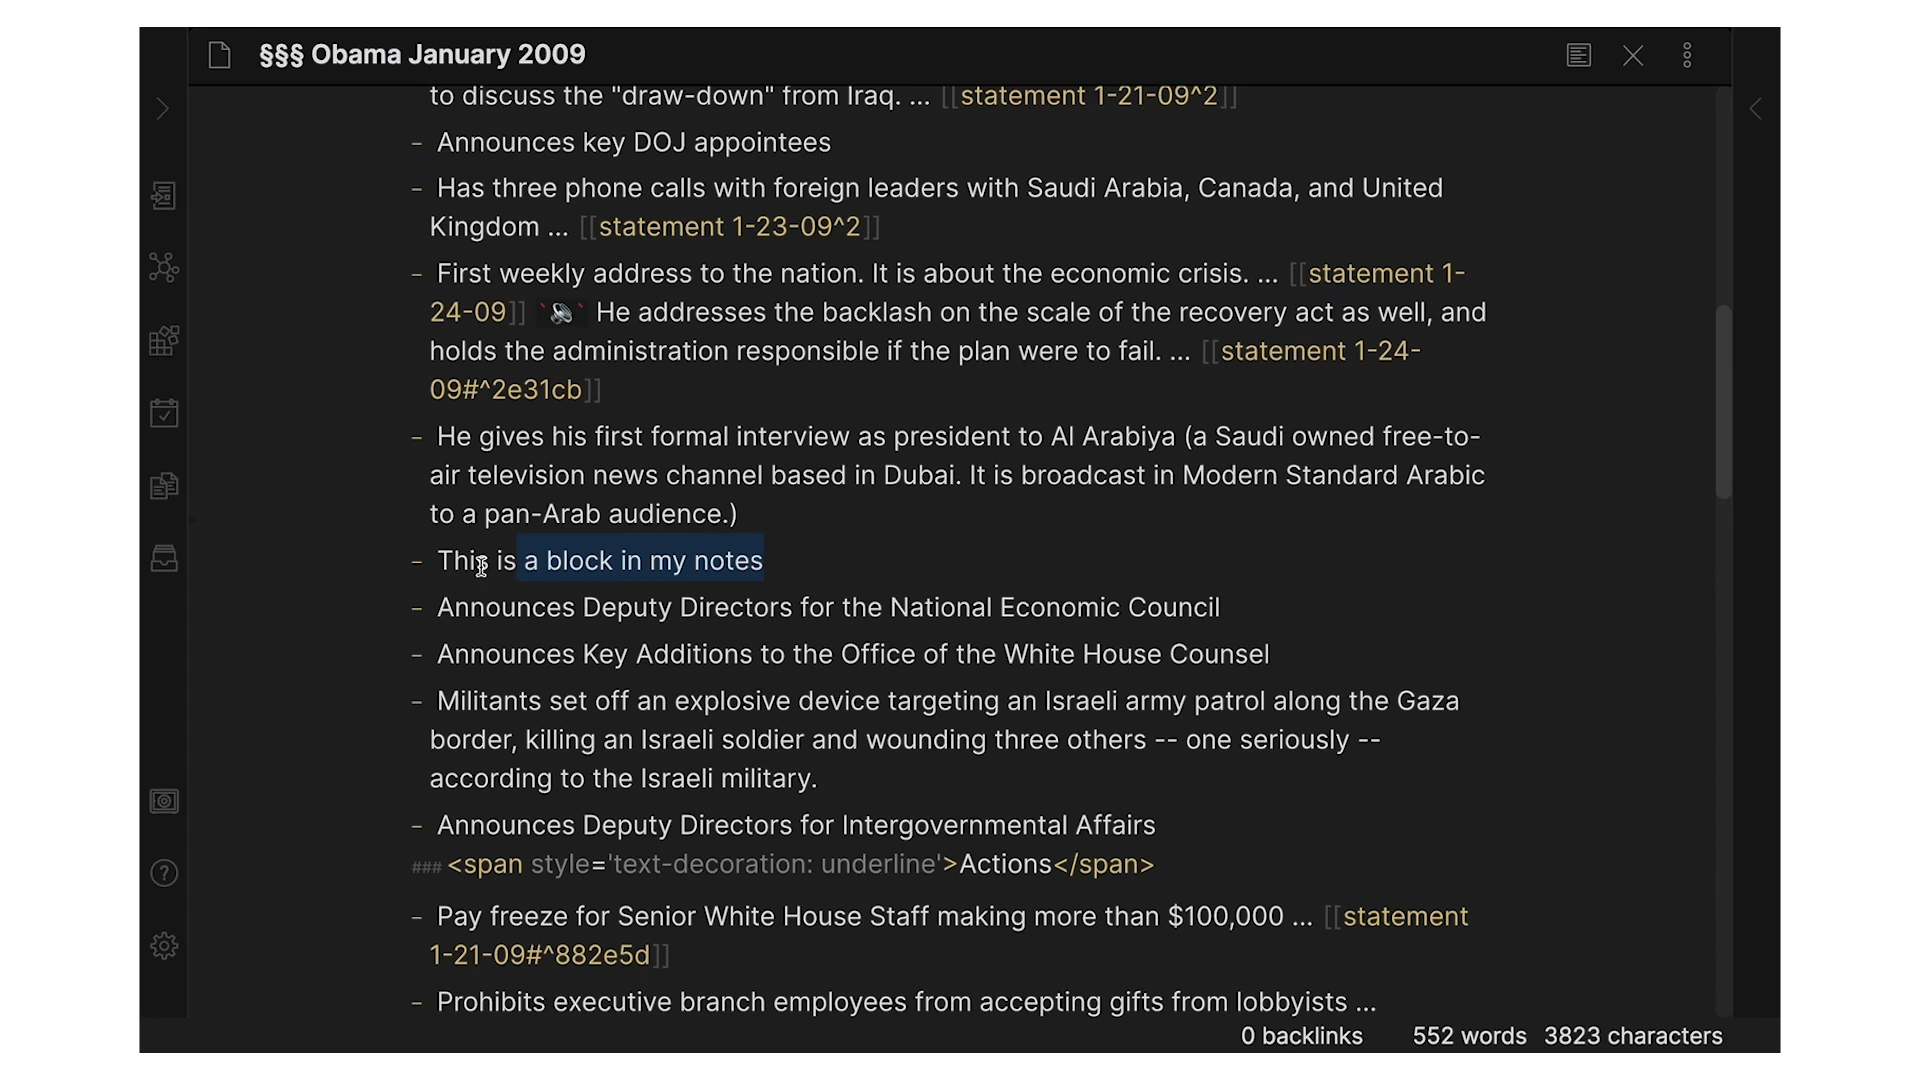 §§§ Obama January 2009
to discuss the "draw-down" from Iraq. ... [[statement 1-21-09^2]]
- Announces key DOJ appointees
- Has three phone calls with foreign leaders with Saudi Arabia, Canada, and United
Kingdom ... [[statement 1-23-09^2]]
- First weekly address to the nation. It is about the economic crisis. ... [[statement 1-
24-09]] `🔊` He addresses the backlash on the scale of the recovery act as well, and
holds the administration responsible if the plan were to fail. ... [[statement 1-24-
09#^2e31cb]]
- He gives his first formal interview as president to Al Arabiya (a Saudi owned free-to-
air television news channel based in Dubai. It is broadcast in Modern Standard Arabic
to a pan-Arab audience.)
- This is a block in my notes
- Announces Deputy Directors for the National Economic Council
- Announces Key Additions to the Office of the White House Counsel
- Militants set off an explosive device targeting an Israeli army patrol along the Gaza
border, killing an Israeli soldier and wounding three others -- one seriously --
according to the Israeli military.
- Announces Deputy Directors for Intergovernmental Affairs
### <span style='text-decoration: underline'>Actions</span>
- Pay freeze for Senior White House Staff making more than $100,000 ... [[statement
1-21-09#^882e5d]]
- Prohibits executive branch employees from accepting gifts from lobbyists ...
0 backlinks 552 words 3823 characters